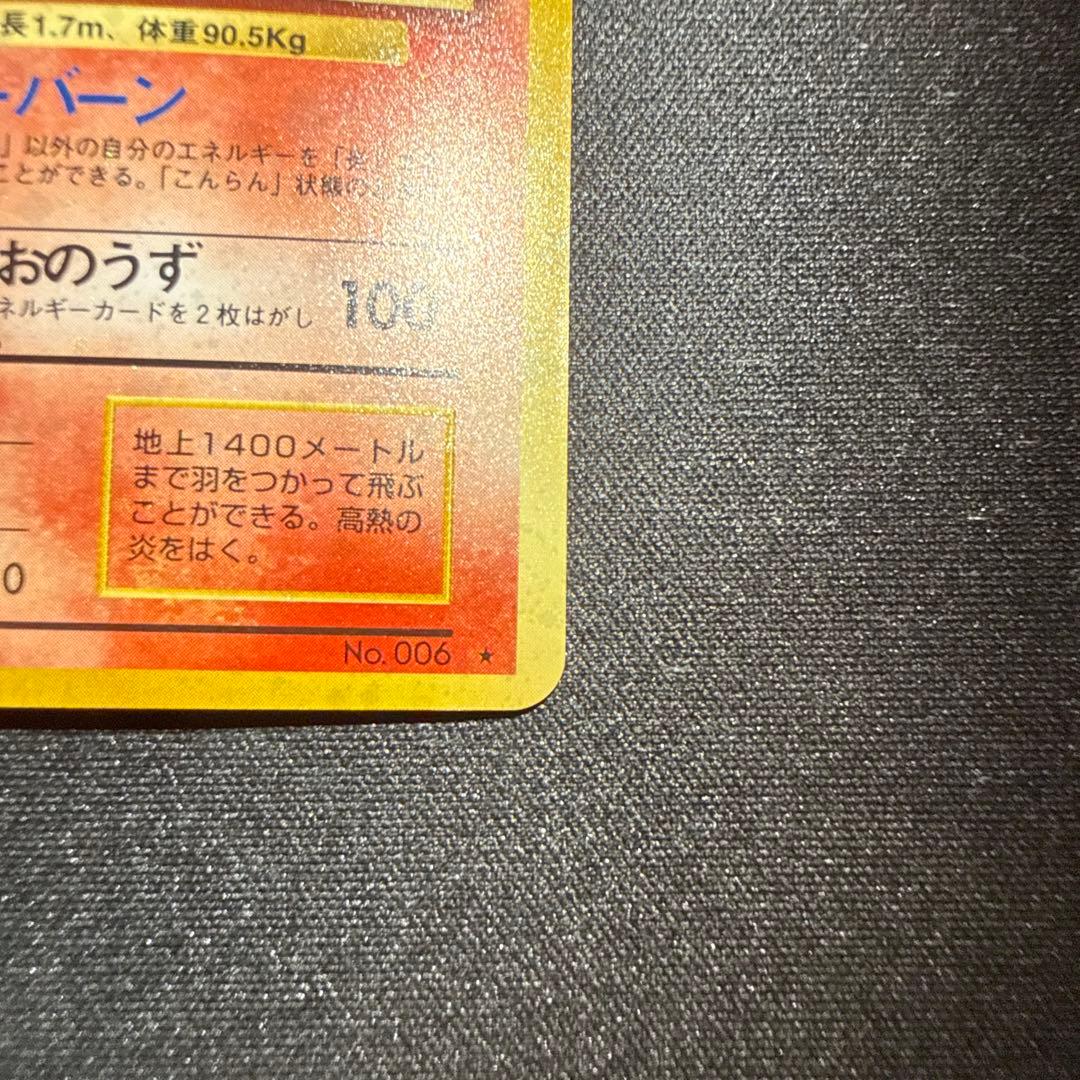 長1.7m、体重90.5Kg
ーバーン
」以外の自分のエネルギーを「
ことができる。「こんらん」状態の
おのうず
100
ネルギーカードを2枚はがし
地上1400メートル
まで羽をつかって飛ぶ
ことができる。高熱の
炎をはく。
0
No.006 ★